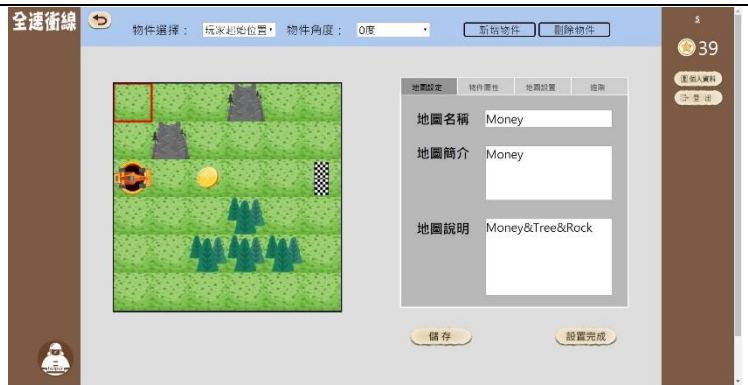 全速衝線
物件選擇： 玩家起始位置 物件角度： 0度 新增物件 刪除物件
s
39
個人資料
登出
地圖設定 物件屬性 地圖設置 進階
地圖名稱 Money
地圖簡介 Money
地圖說明 Money&Tree&Rock
儲存 設置完成